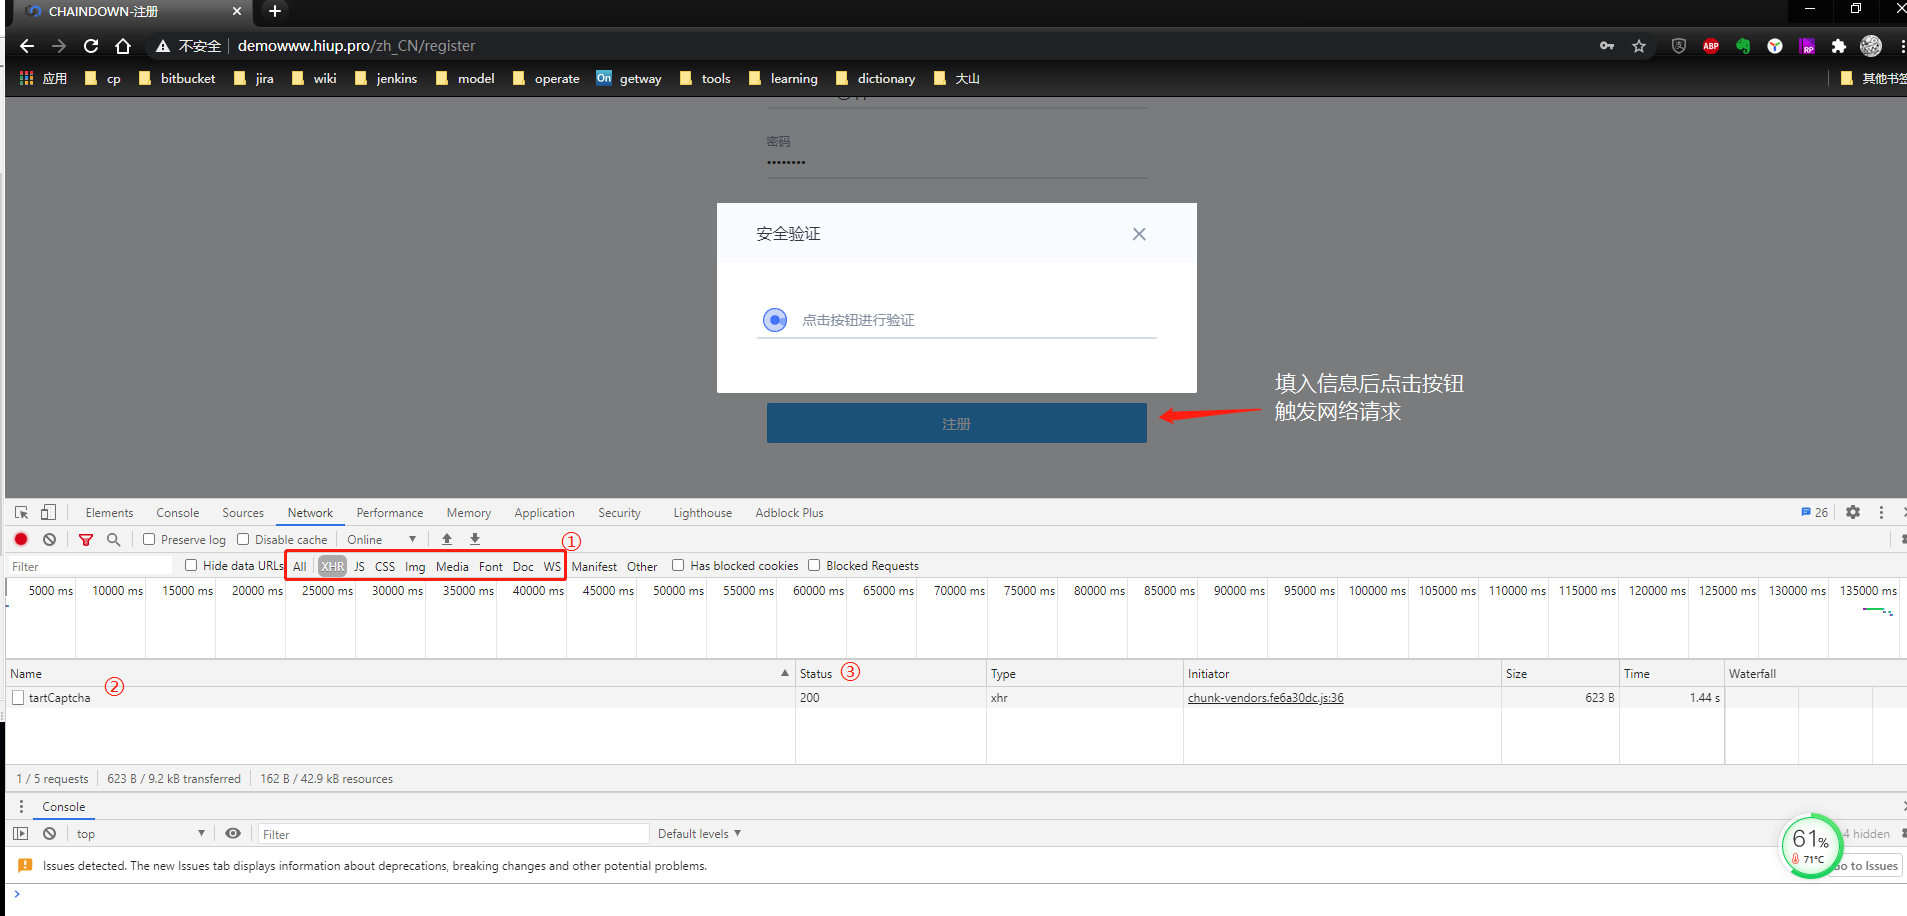 CHAINDOWN-注册
不安全 demowww.hiup.pro/zh_CN/register
ABP
RP
应用 cp bitbucket jira wiki jenkins model operate On getway tools learning dictionary 大山 其他书签
密码
••••••••
安全验证
点击按钮进行验证
填入信息后点击按钮
触发网络请求
注册
Elements Console Sources Network Performance Memory Application Security Lighthouse Adblock Plus 26
Preserve log Disable cache Online ①
Filter Hide data URLs All XHR JS CSS Img Media Font Doc WS Manifest Other Has blocked cookies Blocked Requests
5000 ms 10000 ms 15000 ms 20000 ms 25000 ms 30000 ms 35000 ms 40000 ms 45000 ms 50000 ms 55000 ms 60000 ms 65000 ms 70000 ms 75000 ms 80000 ms 85000 ms 90000 ms 95000 ms 100000 ms 105000 ms 110000 ms 115000 ms 120000 ms 125000 ms 130000 ms 135000 ms
Name ② Status ③ Type Initiator Size Time Waterfall
tartCaptcha 200 xhr chunk-vendors.fe6a30dc.js:36 623 B 1.44 s
1 / 5 requests 623 B / 9.2 kB transferred 162 B / 42.9 kB resources
Console
top Filter Default levels 4 hidden
61%
71°C
Issues detected. The new Issues tab displays information about deprecations, breaking changes and other potential problems. Go to Issues